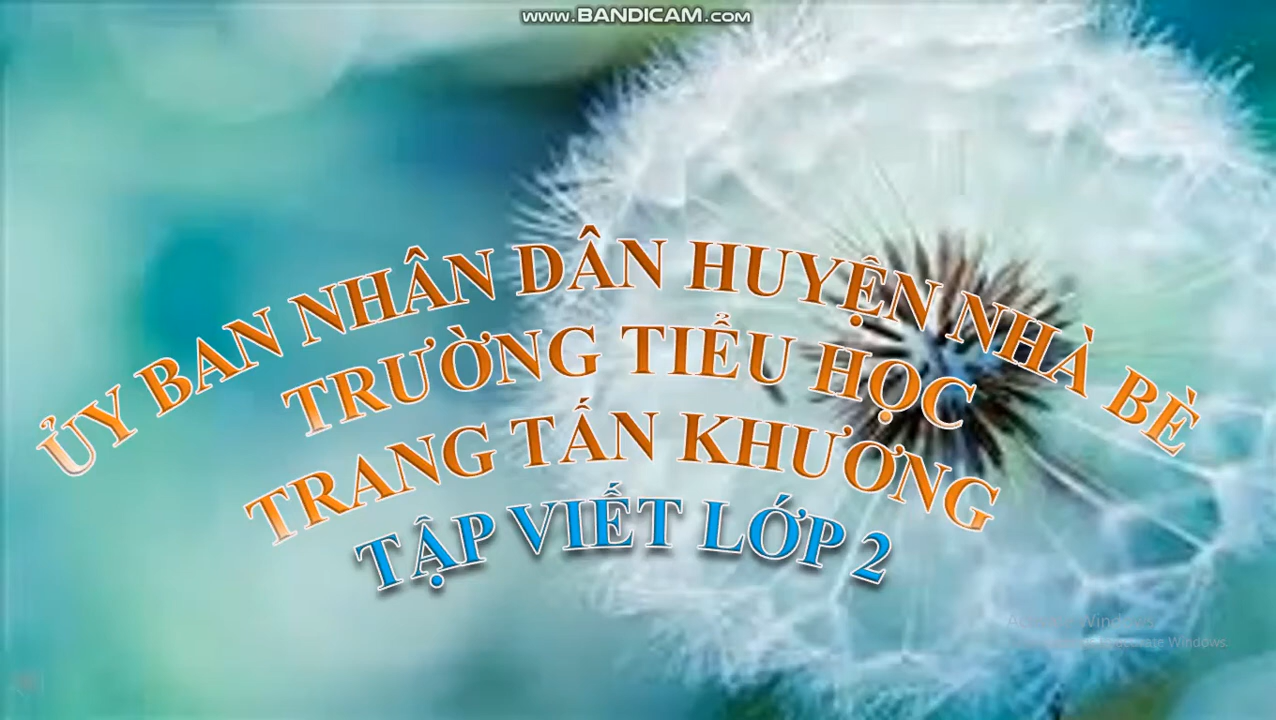 www.BANDICAM.com
ỦY BAN NHÂN DÂN HUYỆN NHÀ BÈ
TRƯỜNG TIỂU HỌC
TRANG TẤN KHƯƠNG
TẬP VIẾT LỚP 2